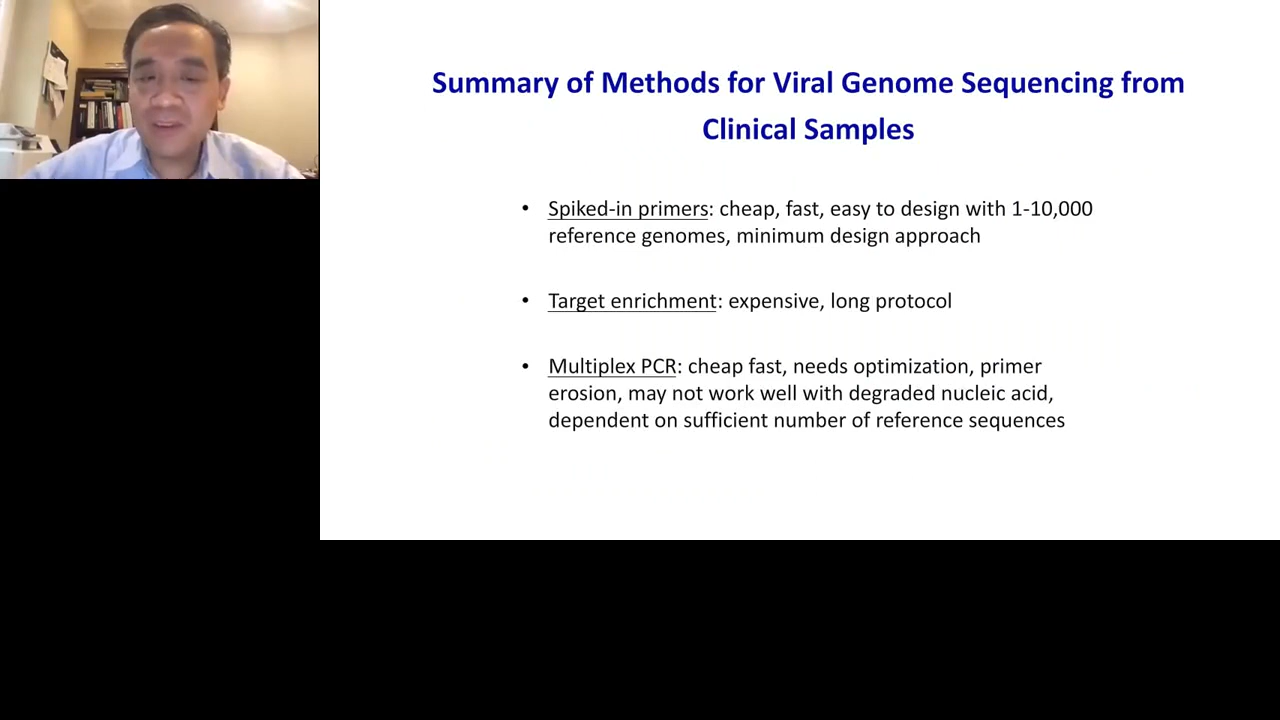 Summary of Methods for Viral Genome Sequencing from
Clinical Samples
• Spiked-in primers: cheap, fast, easy to design with 1-10,000
reference genomes, minimum design approach
• Target enrichment: expensive, long protocol
• Multiplex PCR: cheap fast, needs optimization, primer
erosion, may not work well with degraded nucleic acid,
dependent on sufficient number of reference sequences